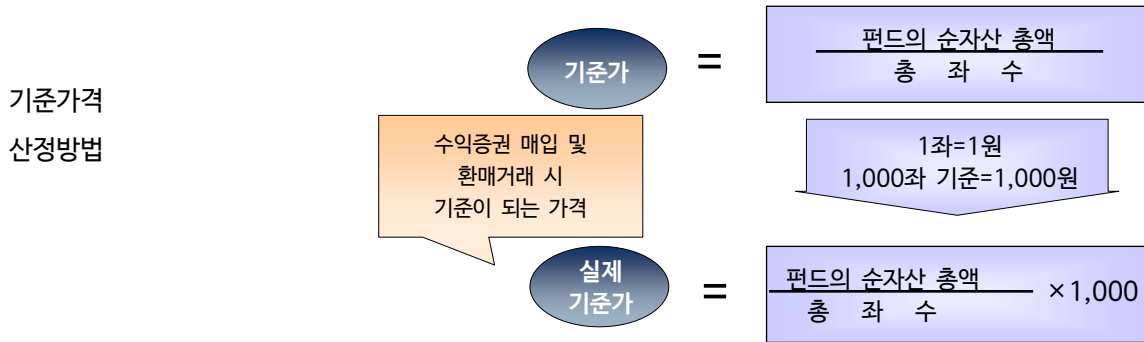 기준가격
산정방법
기준가
=
펀드의 순자산 총액
총 좌 수
수익증권 매입 및
환매거래 시
기준이 되는 가격
1좌=1원
1,000좌 기준=1,000원
실제
기준가
=
펀드의 순자산 총액
총 좌 수
×1,000